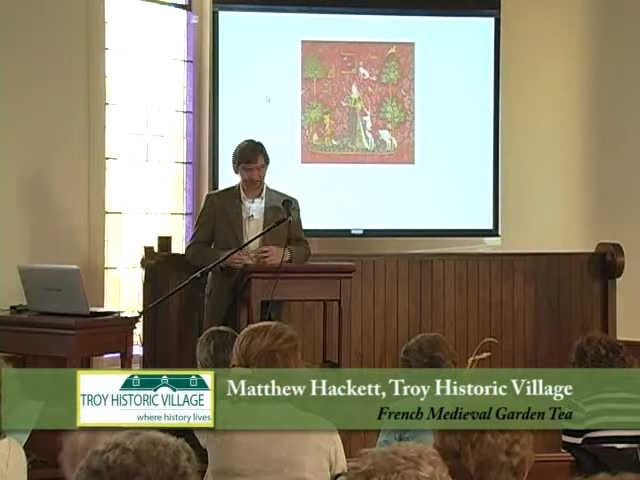 TROY HISTORIC VILLAGE
where history lives
Matthew Hackett, Troy Historic Village
French Medieval Garden Tea